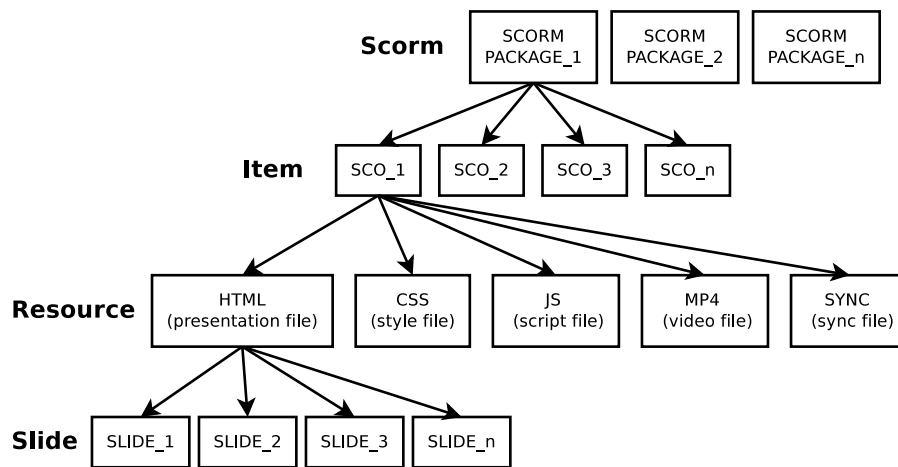 Scorm
SCORM
PACKAGE_1
SCORM
PACKAGE_2
SCORM
PACKAGE_n
Item
SCO_1
SCO_2
SCO_3
SCO_n
Resource
HTML
(presentation file)
CSS
(style file)
JS
(script file)
MP4
(video file)
SYNC
(sync file)
Slide
SLIDE_1
SLIDE_2
SLIDE_3
SLIDE_n